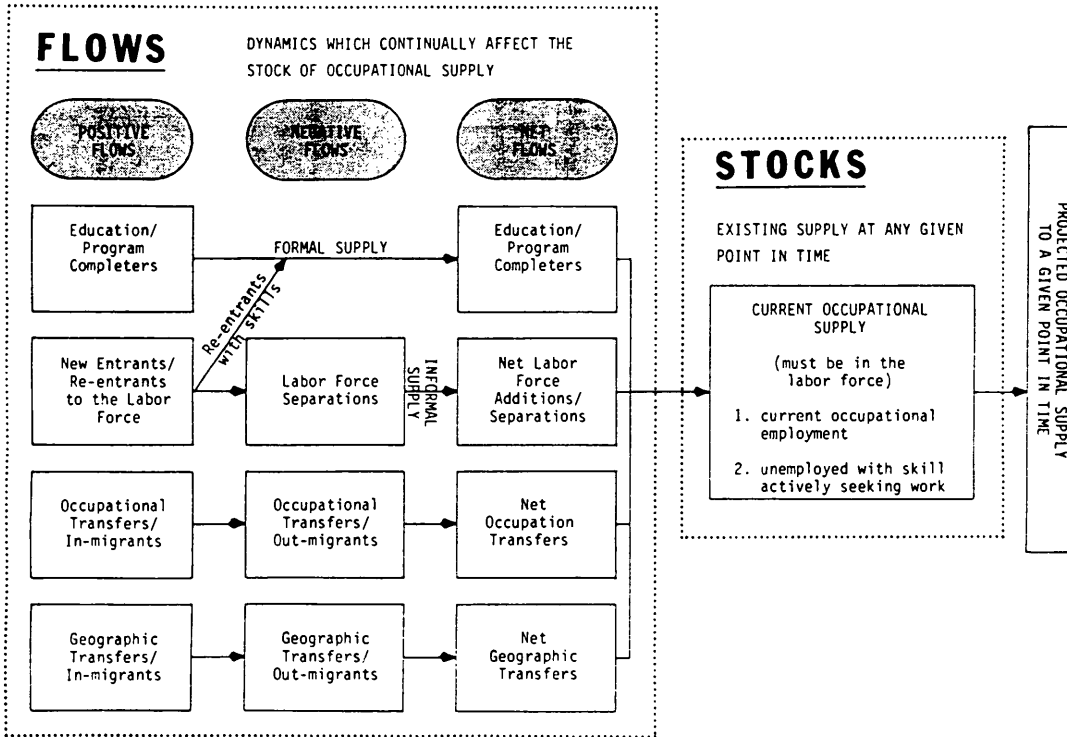 FLOWS
DYNAMICS WHICH CONTINUALLY AFFECT THE
STOCK OF OCCUPATIONAL SUPPLY
POSITIVE
FLOWS
NEGATIVE
FLOWS
NET
FLOWS
Education/
Program
Completers
FORMAL SUPPLY
Education/
Program
Completers
Re-entrants
with skills
New Entrants/
Re-entrants
to the Labor
Force
Labor Force
Separations
INFORMAL
SUPPLY
Net Labor
Force
Additions/
Separations
Occupational
Transfers/
In-migrants
Occupational
Transfers/
Out-migrants
Net
Occupation
Transfers
Geographic
Transfers/
In-migrants
Geographic
Transfers/
Out-migrants
Net
Geographic
Transfers
STOCKS
EXISTING SUPPLY AT ANY GIVEN
POINT IN TIME
CURRENT OCCUPATIONAL
SUPPLY
(must be in the
labor force)
1. current occupational
employment
2. unemployed with skill
actively seeking work
PROJECTED OCCUPATIONAL SUPPLY
TO A GIVEN POINT IN TIME